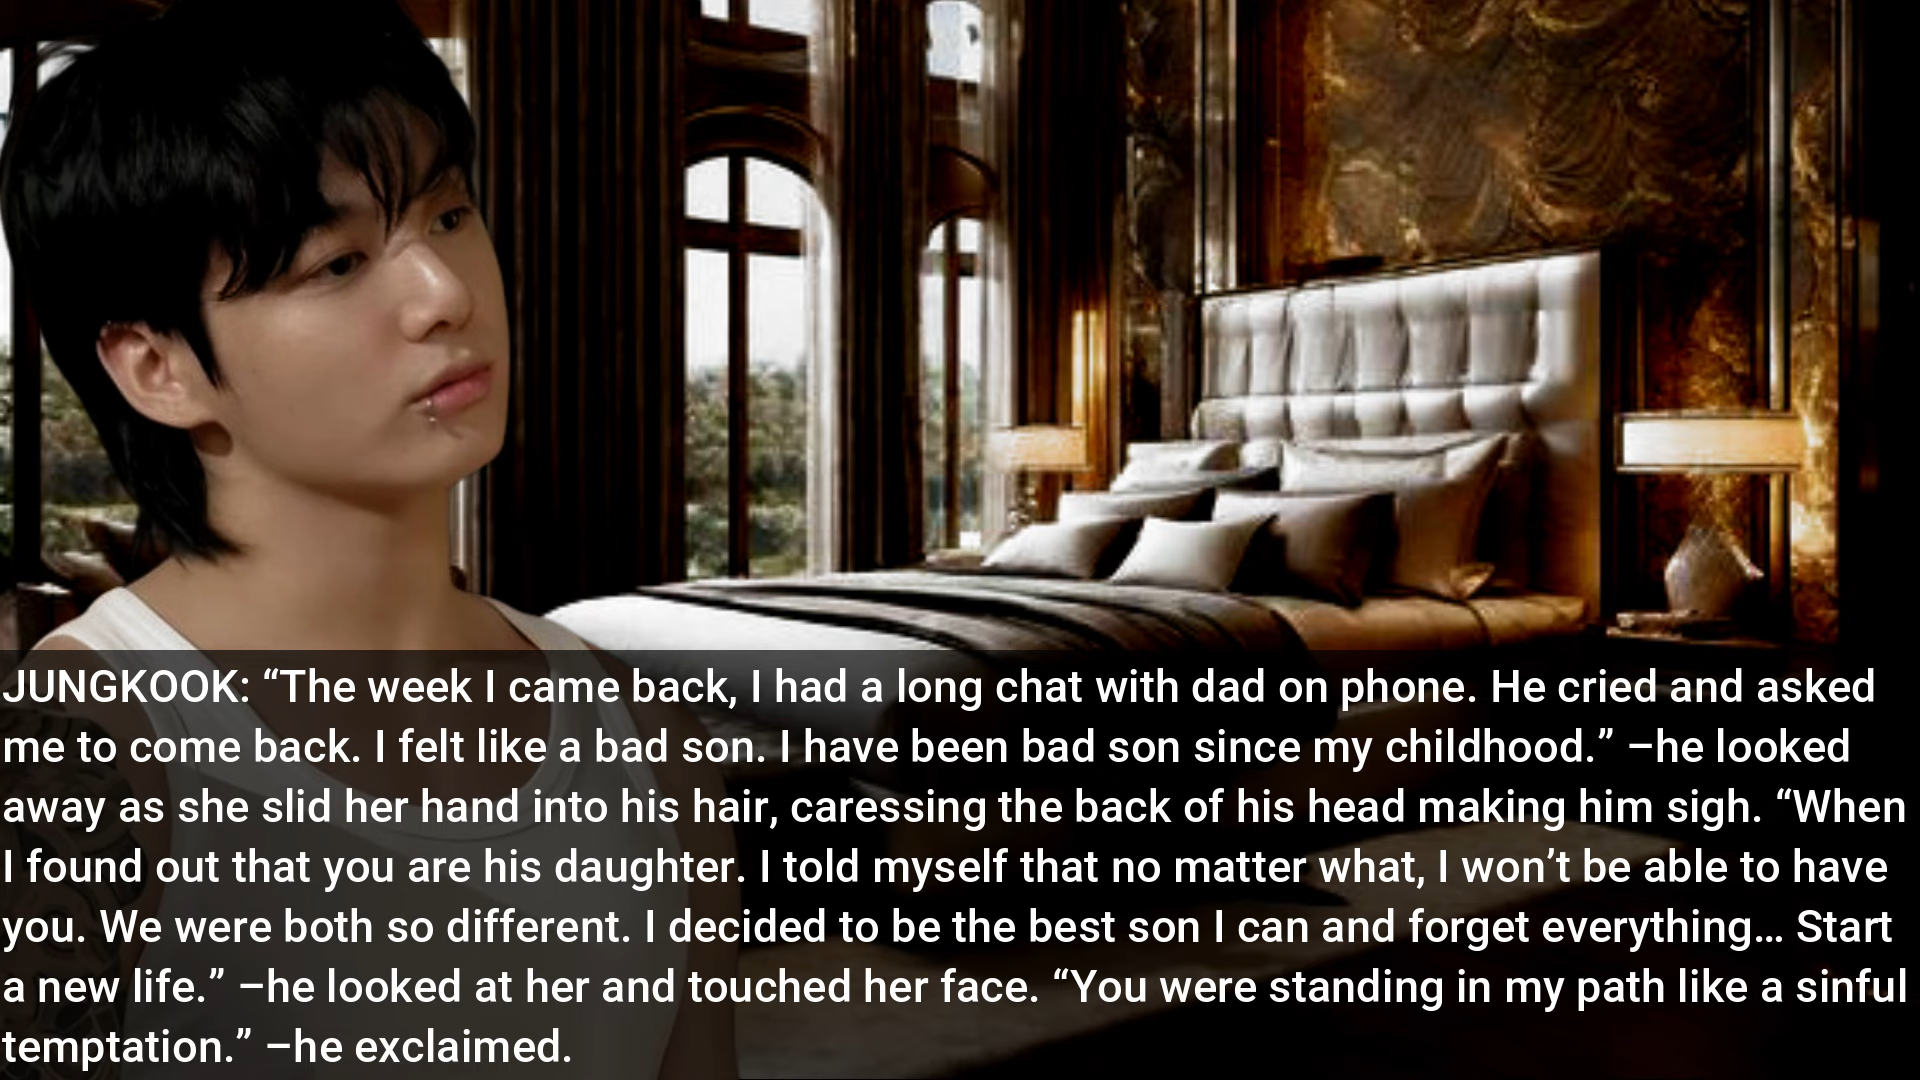 JUNGKOOK: “The week I came back, I had a long chat with dad on phone. He cried and asked
me to come back. I felt like a bad son. I have been bad son since my childhood.” –he looked
away as she slid her hand into his hair, caressing the back of his head making him sigh. “When
I found out that you are his daughter. I told myself that no matter what, I won’t be able to have
you. We were both so different. I decided to be the best son I can and forget everything... Start
a new life.” –he looked at her and touched her face. “You were standing in my path like a sinful
temptation.” –he exclaimed.